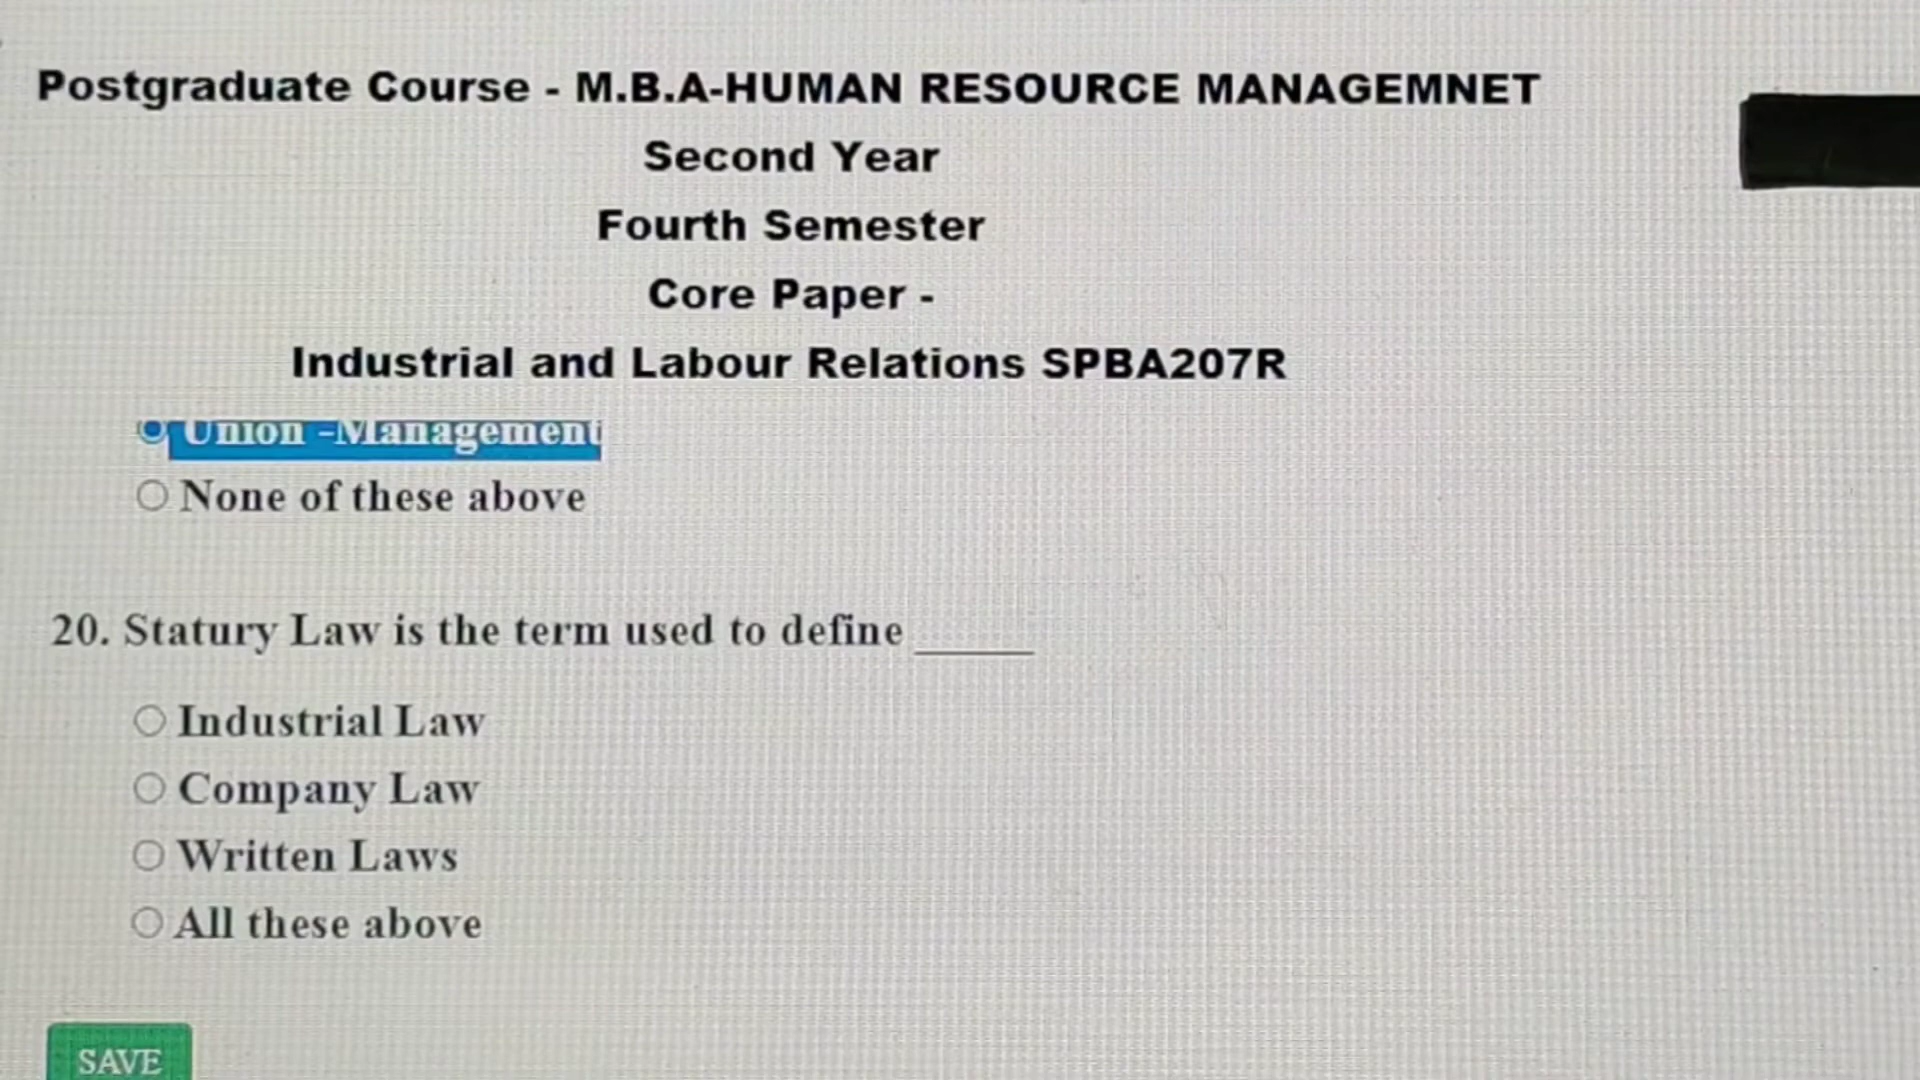 Postgraduate Course - M.B.A-HUMAN RESOURCE MANAGEMNET
Second Year
Fourth Semester
Core Paper -
Industrial and Labour Relations SPBA207R
Union -Management
None of these above
20. Statury Law is the term used to define ______
Industrial Law
Company Law
Written Laws
All these above
SAVE